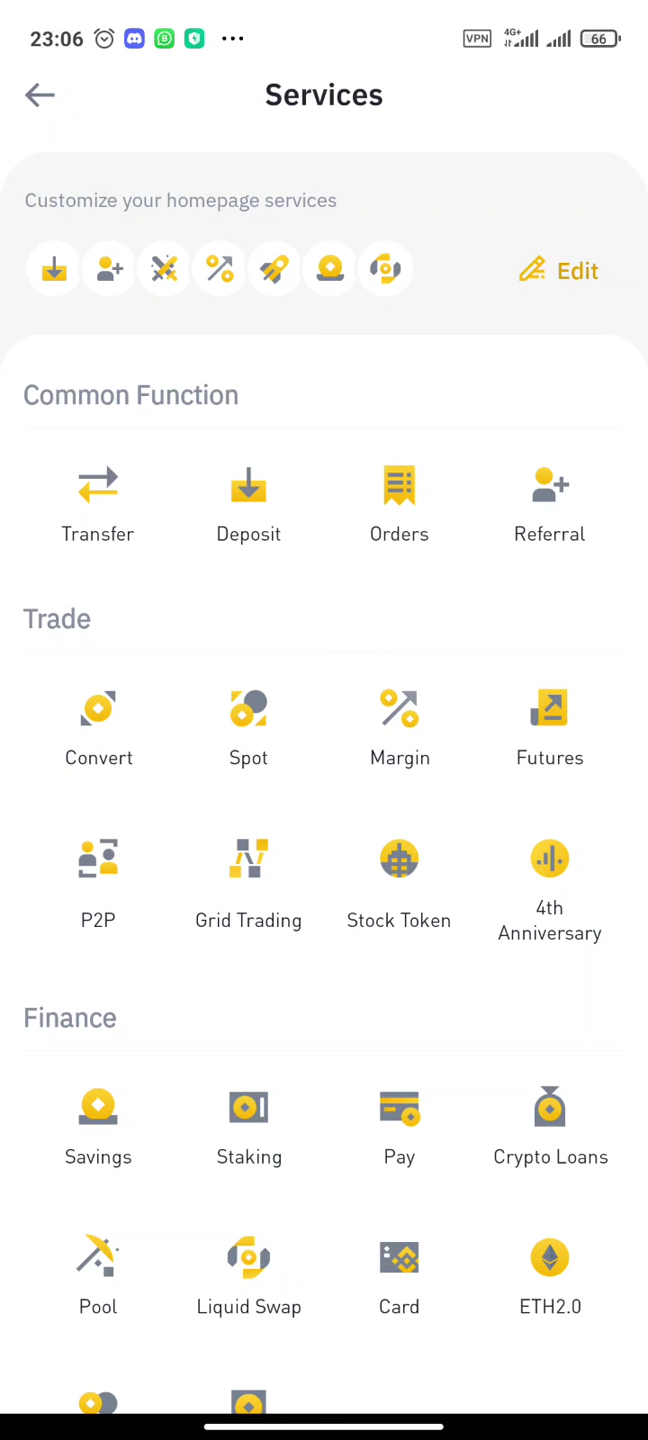 23:06
VPN 4G+ 66
Services
Customize your homepage services
Edit
Common Function
Transfer Deposit Orders Referral
Trade
Convert Spot Margin Futures
P2P Grid Trading Stock Token 4th
Anniversary
Finance
Savings Staking Pay Crypto Loans
Pool Liquid Swap Card ETH2.0